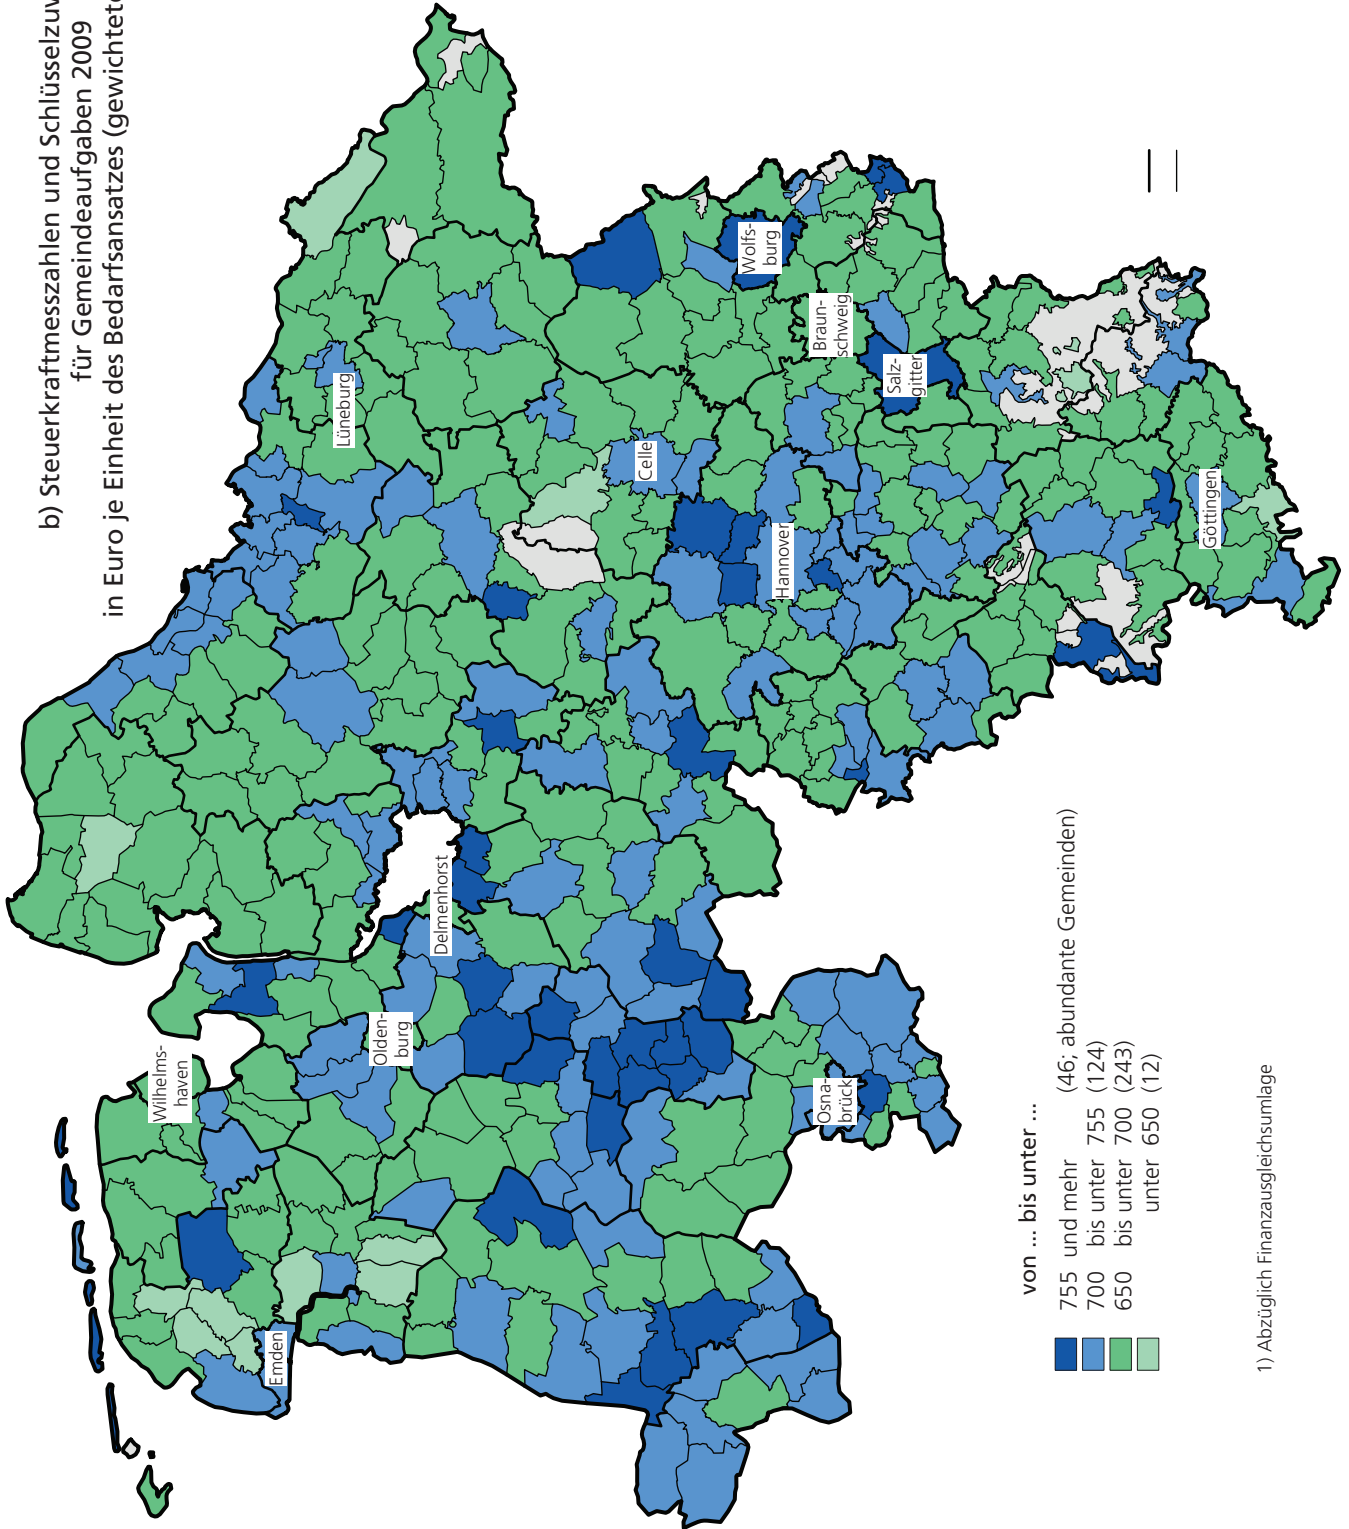 b) Steuerkraftmesszahlen und
für Gemeindeaufgaben 2009
in Euro je Einheit des Bedarfsansatzes
Wilhelms-
haven
Emden
Olden-
burg
Delmenhorst
Osna-
brück
Lüneburg
Celle
Hannover
Wolfs-
burg
Braun-
schweig
Salz-
gitter
Göttingen
von ... bis unter ...
755 und mehr (46; abundante Gemeinden)
700 bis unter 755 (124)
650 bis unter 700 (243)
unter 650 (12)
1) Abzüglich Finanzausgleichsumlage